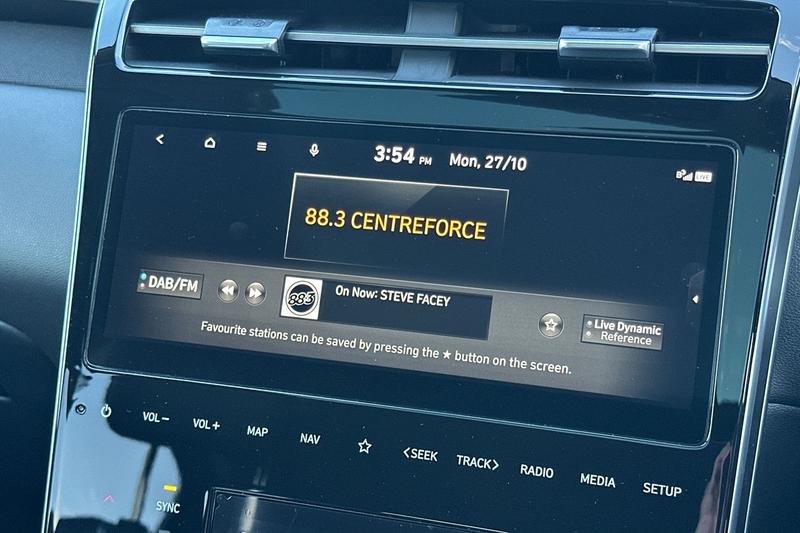 3:54 PM Mon, 27/10
LIVE
88.3 CENTREFORCE
DAB/FM
883
On Now: STEVE FACEY
Live Dynamic
Reference
Favourite stations can be saved by pressing the ★ button on the screen.
VOL− VOL+ MAP NAV <SEEK TRACK> RADIO MEDIA SETUP
SYNC